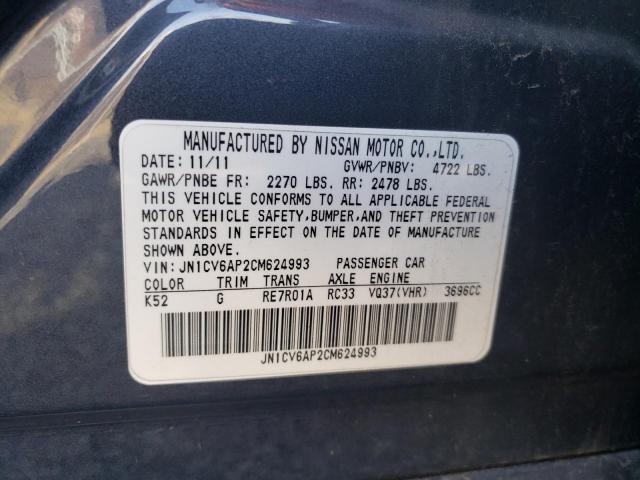 MANUFACTURED BY NISSAN MOTOR CO.,LTD.
DATE: 11/11 GVWR/PNBV: 4722 LBS.
GAWR/PNBE FR: 2270 LBS. RR: 2478 LBS.
THIS VEHICLE CONFORMS TO ALL APPLICABLE FEDERAL
MOTOR VEHICLE SAFETY,BUMPER,AND THEFT PREVENTION
STANDARDS IN EFFECT ON THE DATE OF MANUFACTURE
SHOWN ABOVE.
VIN: JN1CV6AP2CM624993 PASSENGER CAR
COLOR TRIM TRANS AXLE ENGINE
K52 G RE7R01A RC33 VQ37(VHR) 3696CC
JN1CV6AP2CM624993